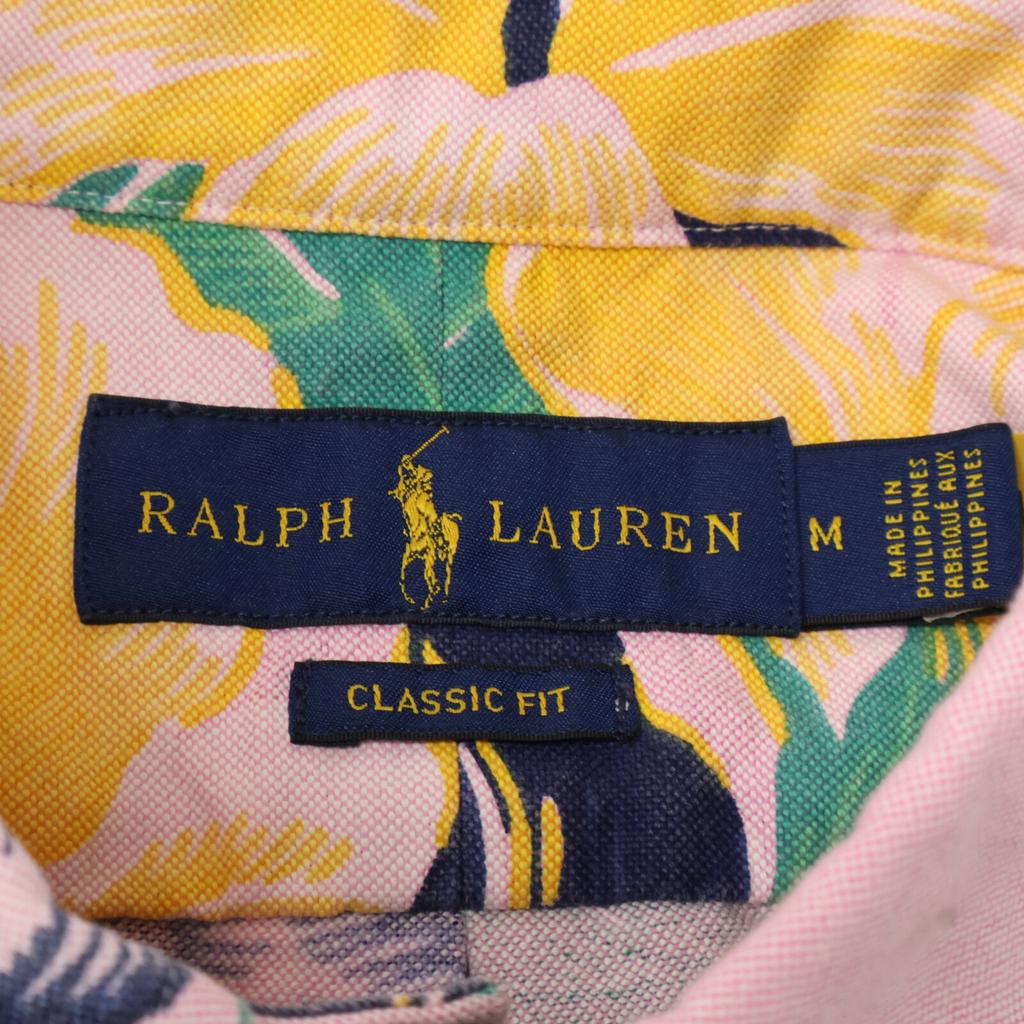 RALPH LAUREN
M
MADE IN
PHILIPPINES
FABRIQUÉ AUX
PHILIPPINES
CLASSIC FIT